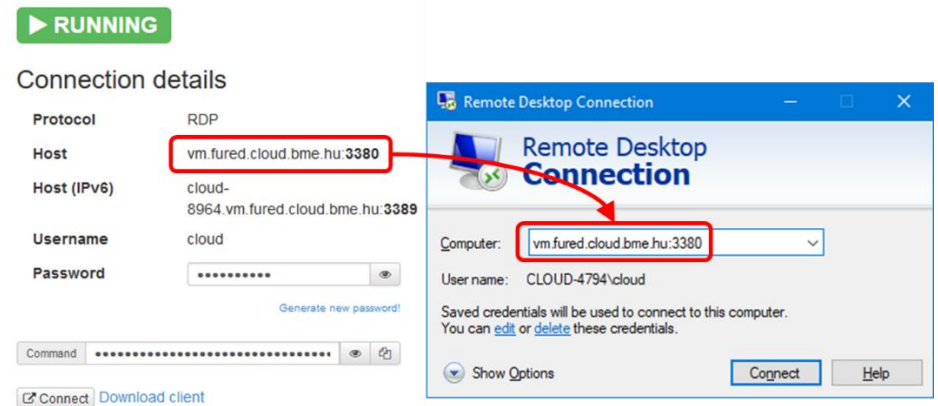 RUNNING
Connection details
Protocol RDP
Host vm.fured.cloud.bme.hu:3380
Host (IPv6) cloud-
8964.vm.fured.cloud.bme.hu:3389
Username cloud
Password ••••••••••
Generate new password!
Command ••••••••••••••••••••••••••••••••••
Connect Download client
Remote Desktop Connection
Remote Desktop
Connection
Computer: vm.fured.cloud.bme.hu:3380
User name: CLOUD-4794\cloud
Saved credentials will be used to connect to this computer.
You can edit or delete these credentials.
Show Options Connect Help